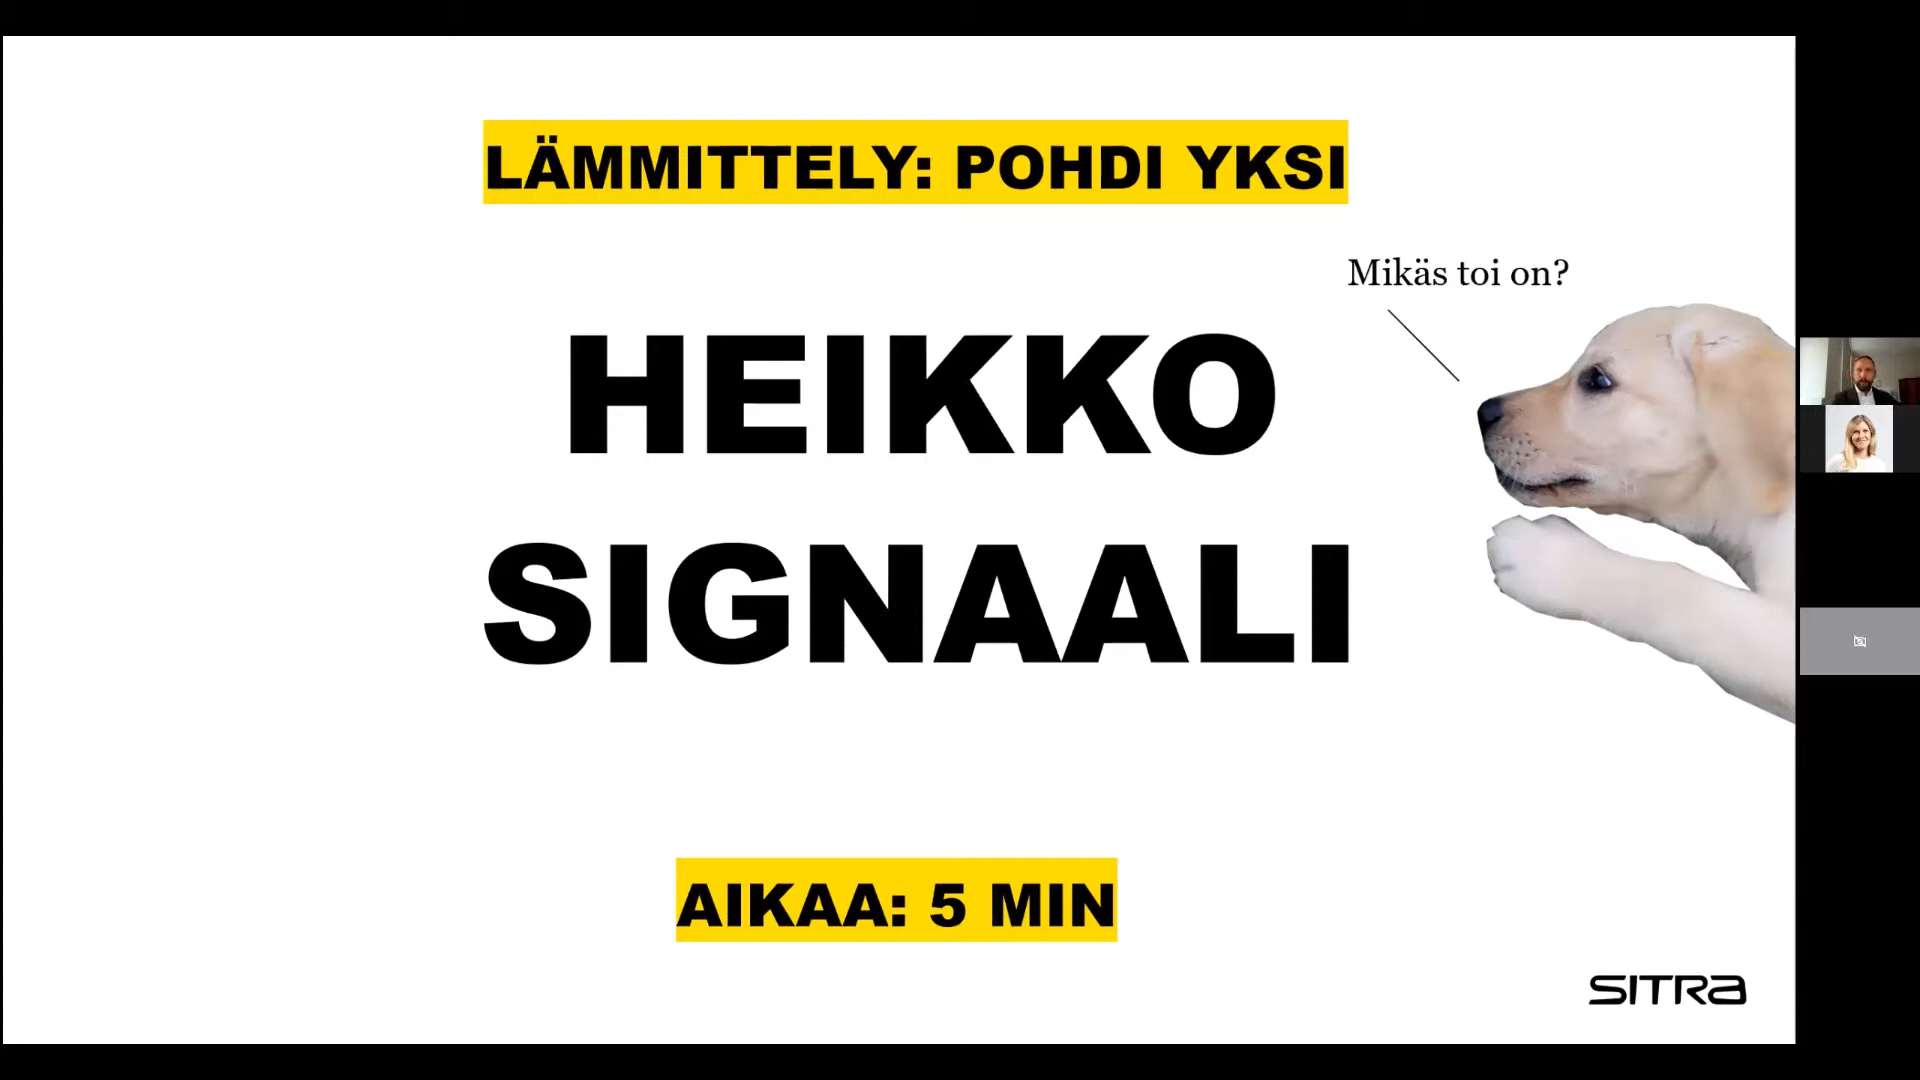 LÄMMITTELY: POHDI YKSI
Mikäs toi on?
HEIKKO
SIGNAALI
AIKAA: 5 MIN
SITRA